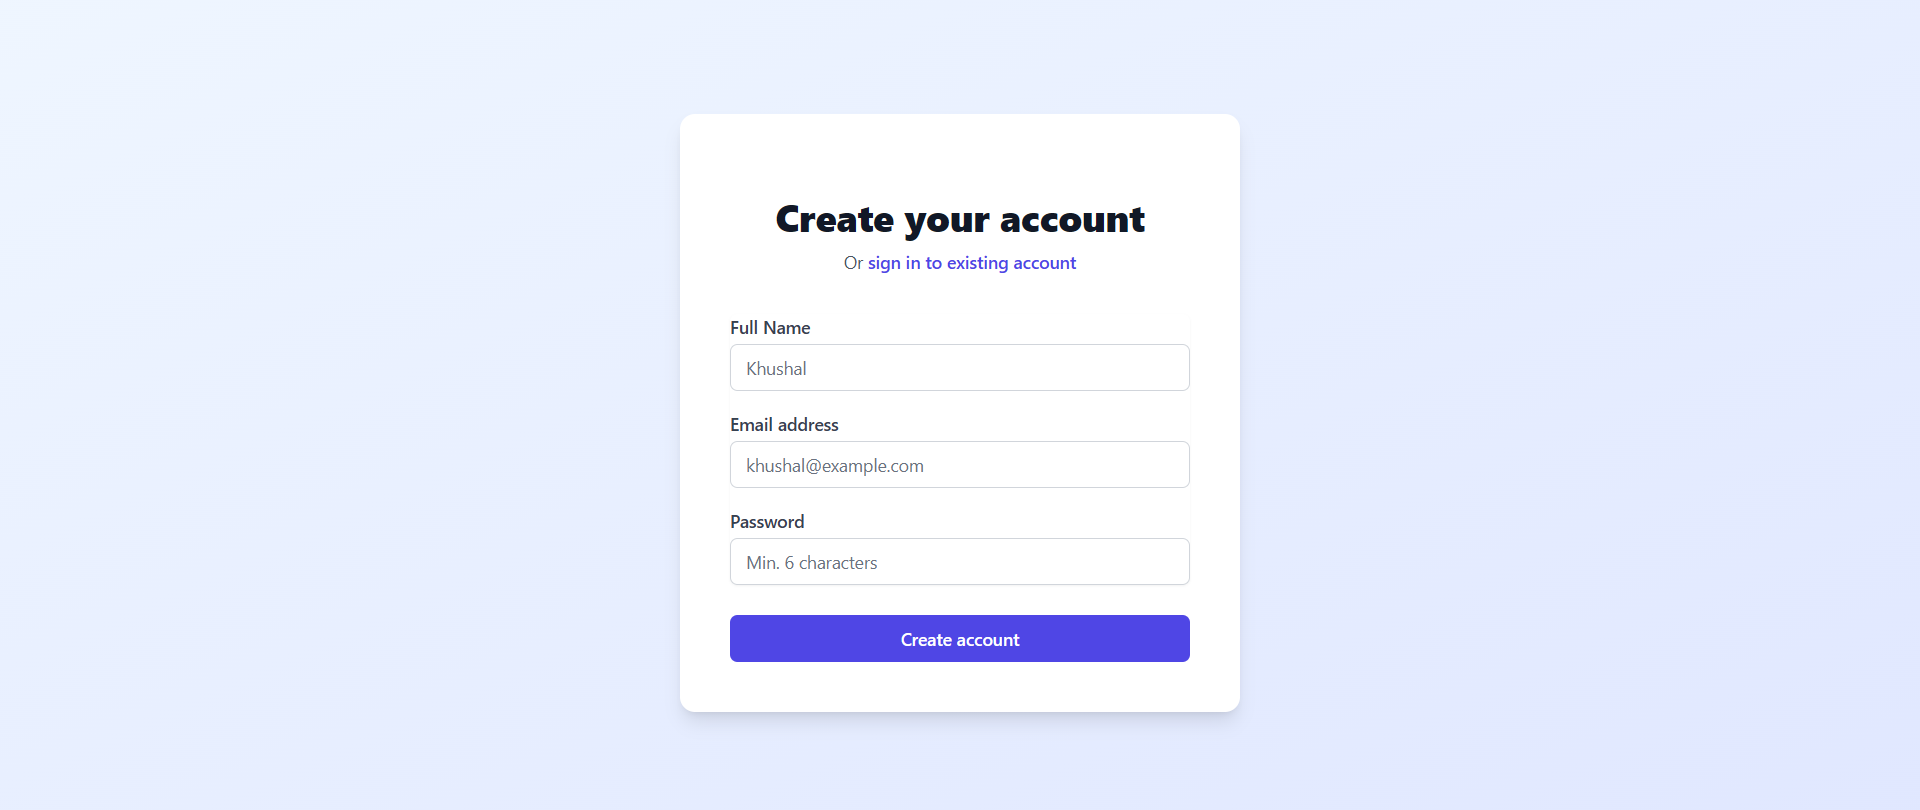 Create your account
Or sign in to existing account
Full Name
Khushal
Email address
khushal@example.com
Password
Min. 6 characters
Create account